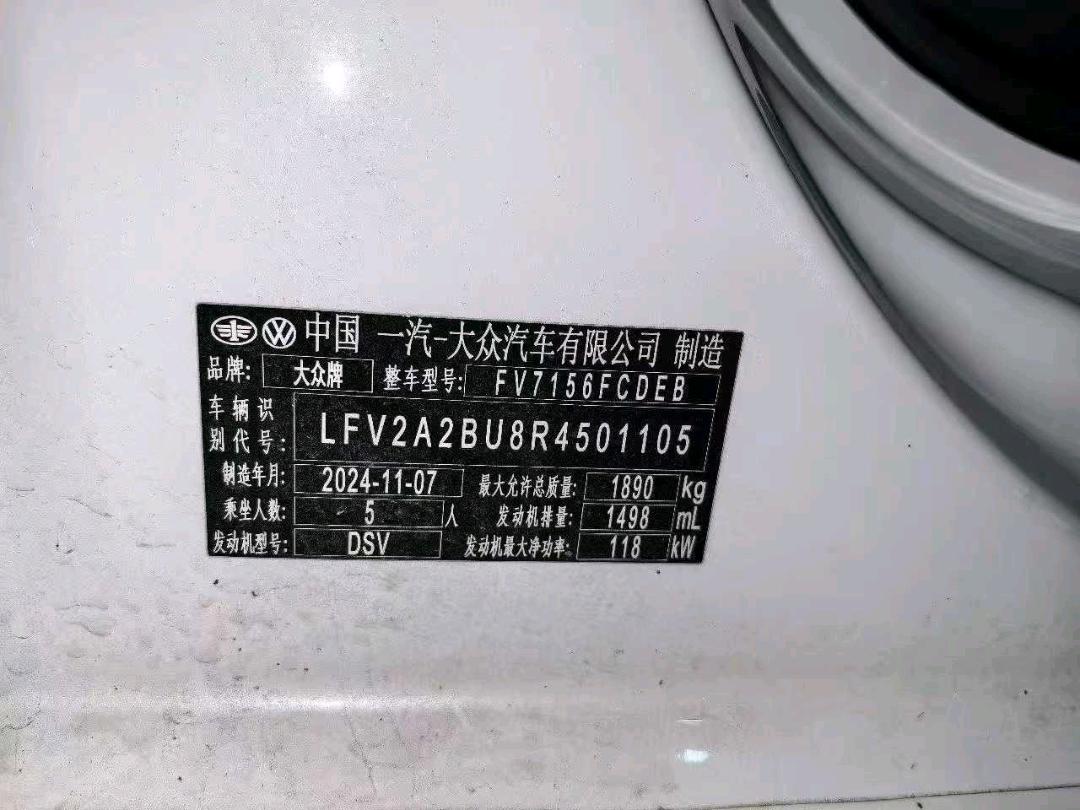 中国 一汽-大众汽车有限公司 制造
品牌: 大众牌 整车型号: FV7156FCDEB
车辆识别代号: LFV2A2BU8R4501105
制造年月: 2024-11-07 最大允许总质量: 1890 kg
乘坐人数: 5 人 发动机排量: 1498 mL
发动机型号: DSV 发动机最大净功率: 118 kW